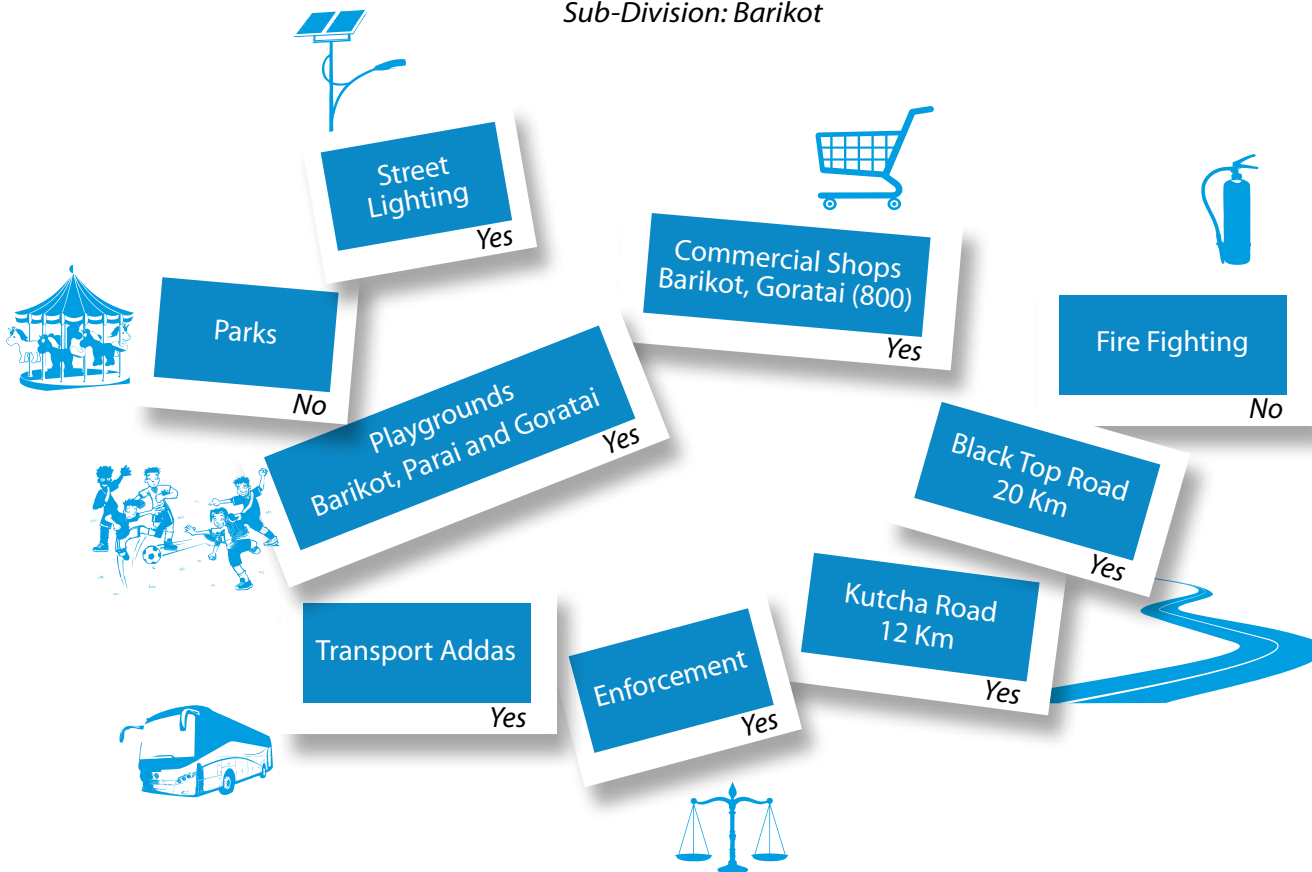 Sub-Division: Barikot
Street
Lighting
Yes
Commercial Shops
Barikot, Goratai (800)
Yes
Parks
No
Fire Fighting
No
Playgrounds
Barikot, Parai and Goratai
Yes
Black Top Road
20 Km
Yes
Transport Addas
Yes
Enforcement
Yes
Kutcha Road
12 Km
Yes